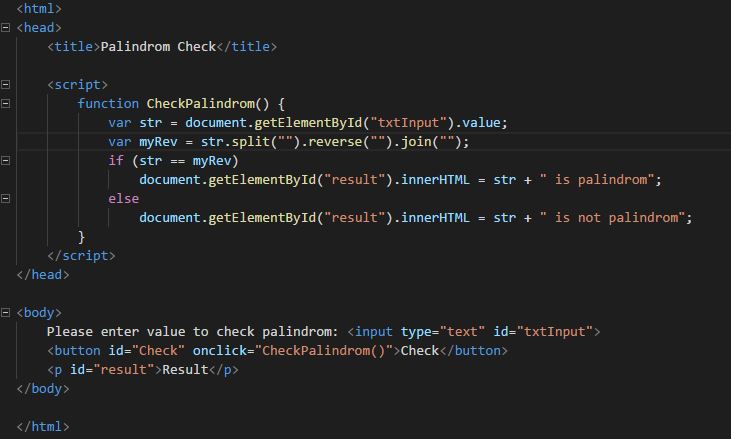 <html>
<head>
<title>Palindrom Check</title>
<script>
function CheckPalindrom() {
var str = document.getElementById("txtInput").value;
var myRev = str.split("").reverse("").join("");
if (str == myRev)
document.getElementById("result").innerHTML = str + " is palindrom";
else
document.getElementById("result").innerHTML = str + " is not palindrom";
}
</script>
</head>
<body>
Please enter value to check palindrom: <input type="text" id="txtInput">
<button id="Check" onclick="CheckPalindrom()">Check</button>
<p id="result">Result</p>
</body>
</html>